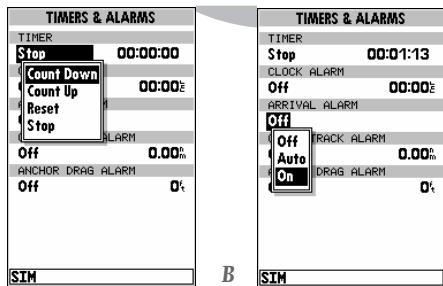 TIMERS & ALARMS
TIMER
Stop 00:00:00
Count Down
Count Up
Reset
Stop
00:00
ALARM
Off 0.00
ANCHOR DRAG ALARM
Off 0
SIM
B
TIMERS & ALARMS
TIMER
Stop 00:01:13
CLOCK ALARM
Off 00:00
ARRIVAL ALARM
Off
Off
Auto
On
TRACK ALARM
0.00
DRAG ALARM
0
SIM